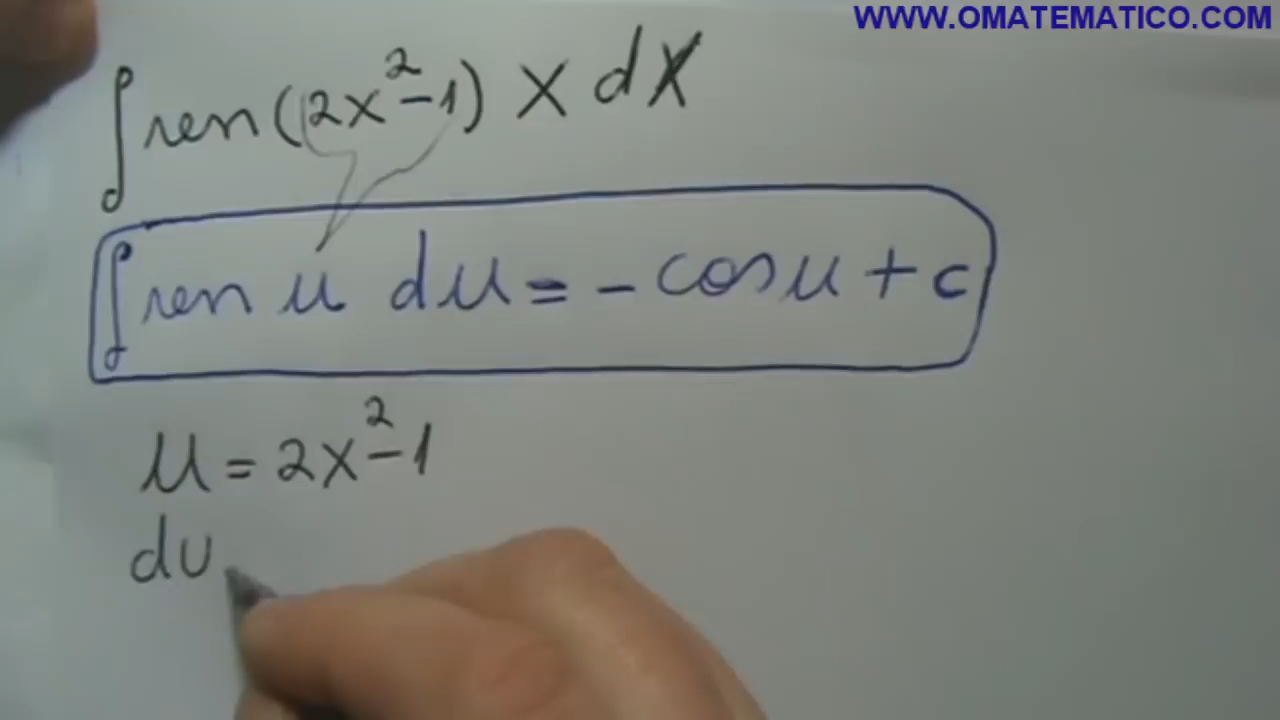 WWW.OMATEMATICO.COM
∫ sen (2x²-1) x dx
∫ sen u du = - cos u + c
u = 2x²-1
du